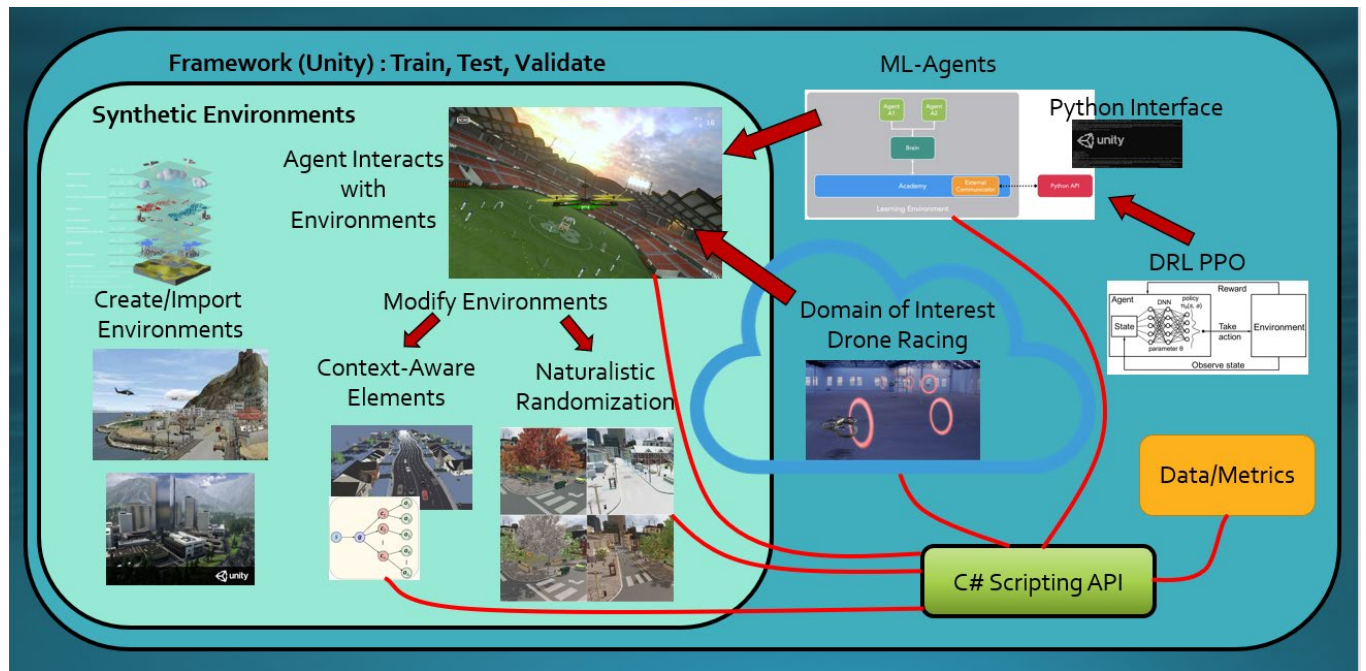 Framework (Unity) : Train, Test, Validate
Synthetic Environments
Agent Interacts
with
Environments
Create/Import
Environments
unity
Modify Environments
Context-Aware
Elements
Naturalistic
Randomization
ML-Agents
Agent
A1
Agent
A2
Brain
Academy
External
Communicator
Learning Environment
Python API
Python Interface
unity
DRL PPO
Reward
Agent
DNN
policy
πθ(s, a)
State
Take
action
Environment
parameter θ
Observe state
Domain of Interest
Drone Racing
Data/Metrics
C# Scripting API